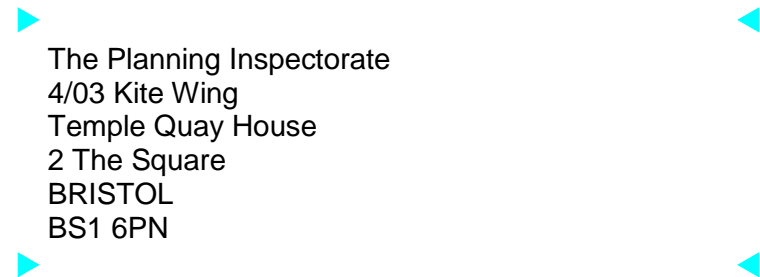 The Planning Inspectorate
4/03 Kite Wing
Temple Quay House
2 The Square
BRISTOL
BS1 6PN